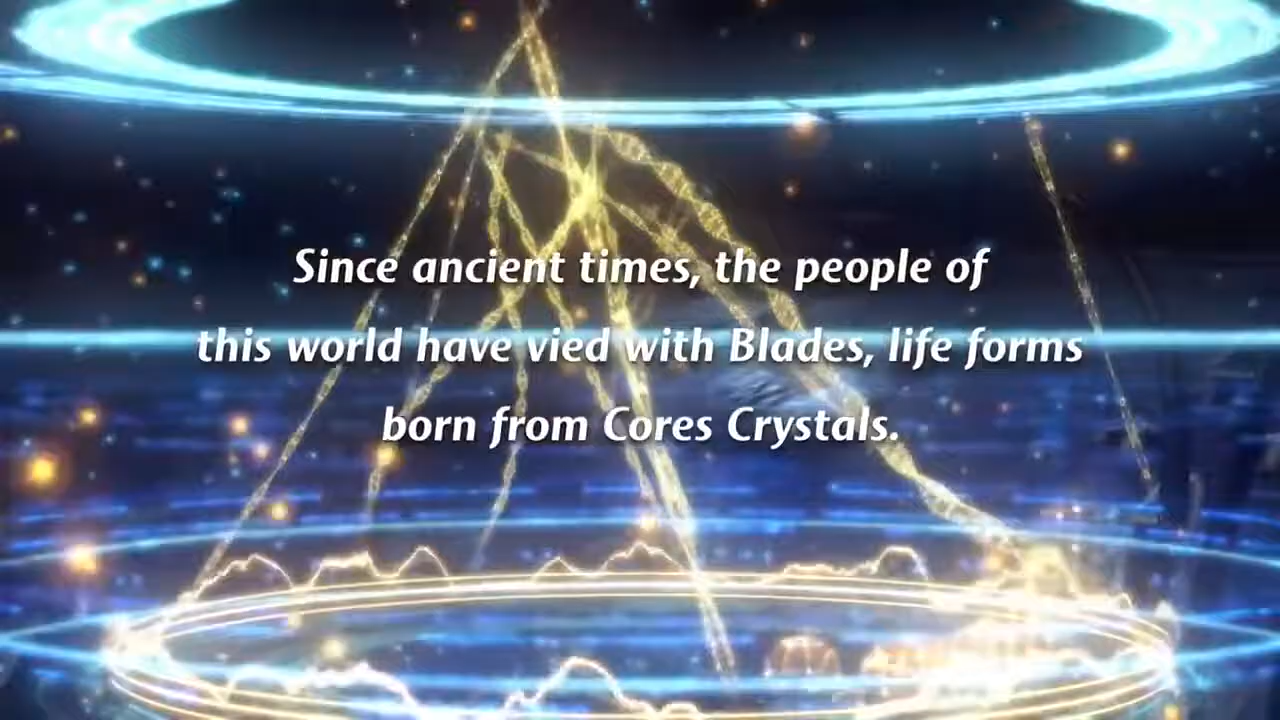 Since ancient times, the people of
this world have vied with Blades, life forms
born from Cores Crystals.